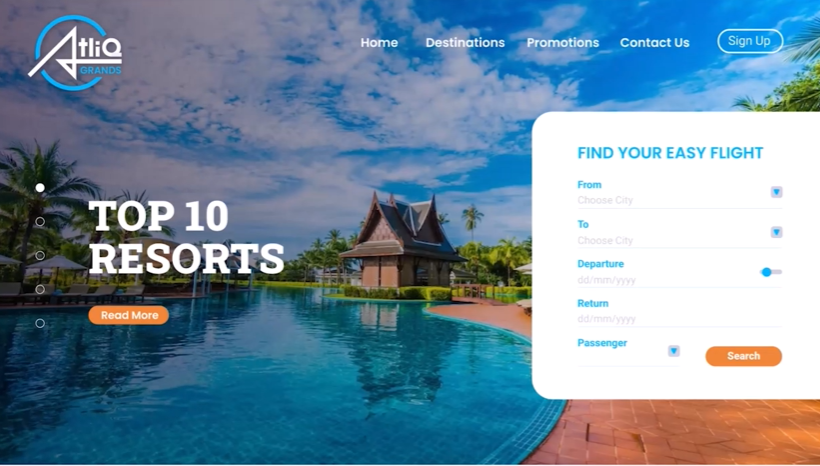 AtliQ
GRANDS
Home
Destinations
Promotions
Contact Us
Sign Up
TOP 10
RESORTS
Read More
FIND YOUR EASY FLIGHT
From
Choose City
To
Choose City
Departure
dd/mm/yyyy
Return
dd/mm/yyyy
Passenger
Search